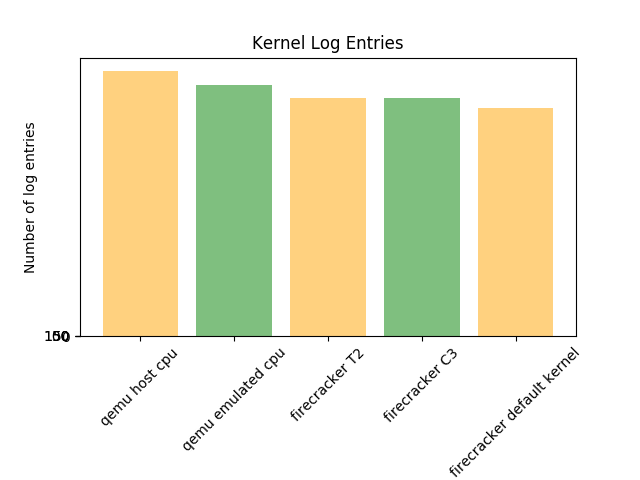 Kernel Log Entries
Number of log entries
qemu host cpu
qemu emulated cpu
firecracker T2
firecracker C3
firecracker default kernel